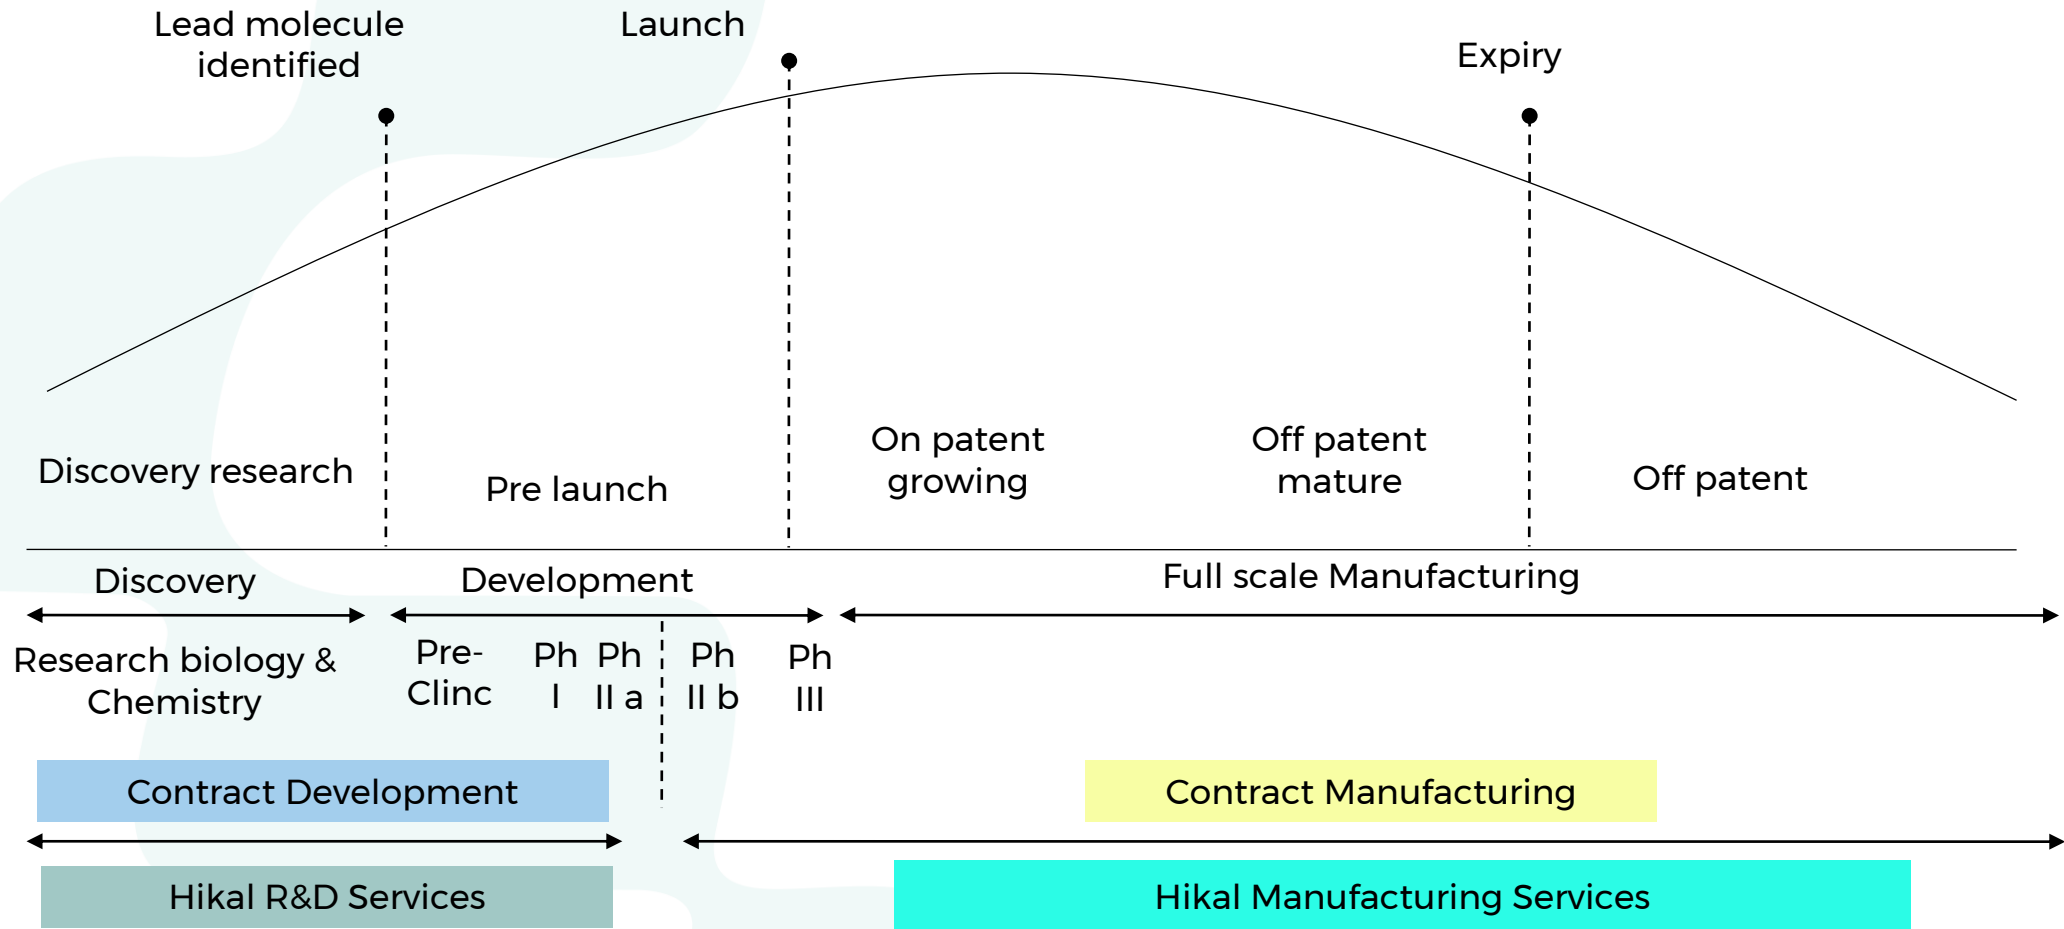 Lead molecule
identified
Launch
Expiry
Discovery research
Pre launch
On patent
growing
Off patent
mature
Off patent
Discovery
Development
Full scale Manufacturing
Research biology &
Chemistry
Pre-
Clinc
Ph
I
Ph
II a
Ph
II b
Ph
III
Contract Development
Contract Manufacturing
Hikal R&D Services
Hikal Manufacturing Services